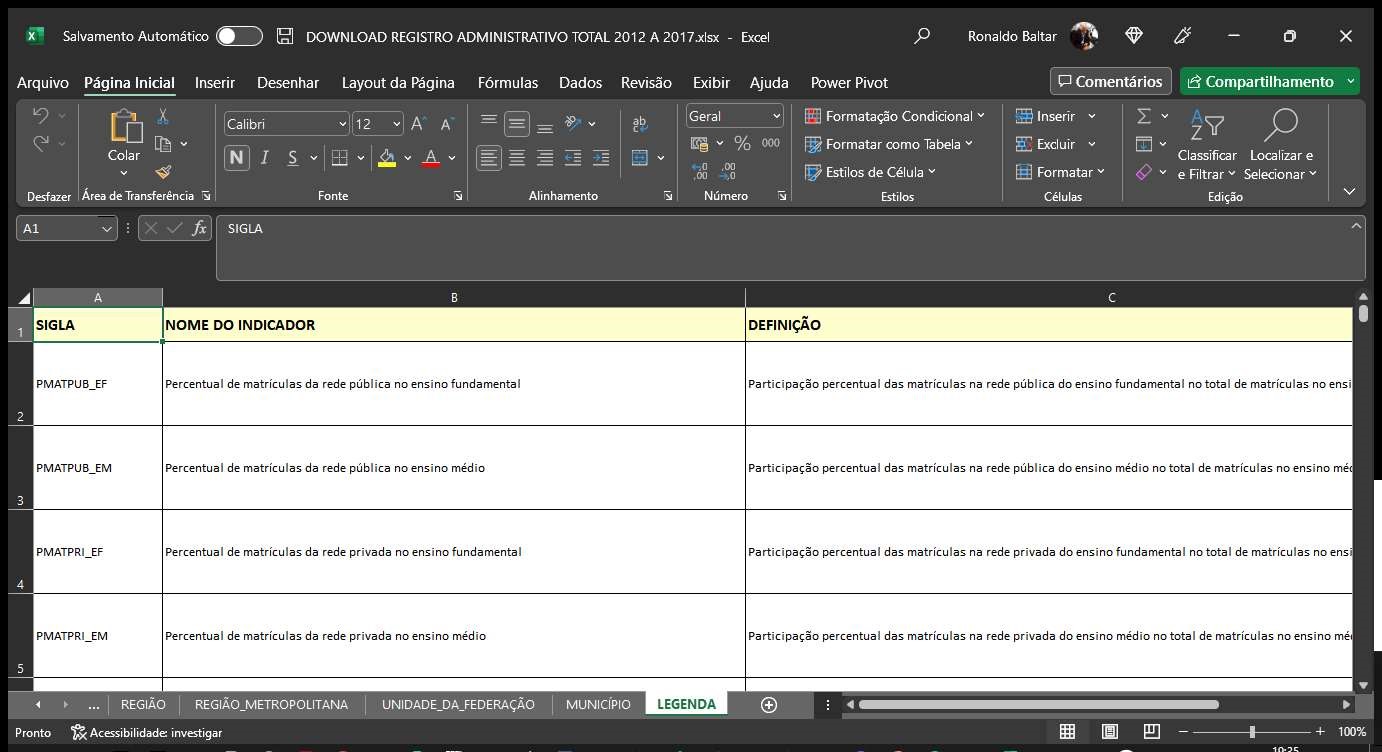 Salvamento Automático
DOWNLOAD REGISTRO ADMINISTRATIVO TOTAL 2012 A 2017.xlsx - Excel
Ronaldo Baltar
Arquivo Página Inicial Inserir Desenhar Layout da Página Fórmulas Dados Revisão Exibir Ajuda Power Pivot
Comentários
Compartilhamento
Colar
Calibri 12
N I S
ab
Geral
% 000
Formatação Condicional
Formatar como Tabela
Estilos de Célula
Inserir
Excluir
Formatar
Classificar
e Filtrar
Localizar e
Selecionar
Desfazer Área de Transferência Fonte Alinhamento Número Estilos Células Edição
A1 fx SIGLA
A B C
1 SIGLA NOME DO INDICADOR DEFINIÇÃO
2 PMATPUB_EF Percentual de matrículas da rede pública no ensino fundamental Participação percentual das matrículas na rede pública do ensino fundamental no total de matrículas no ensi
3 PMATPUB_EM Percentual de matrículas da rede pública no ensino médio Participação percentual das matrículas na rede pública do ensino médio no total de matrículas no ensino méd
4 PMATPRI_EF Percentual de matrículas da rede privada no ensino fundamental Participação percentual das matrículas na rede privada do ensino fundamental no total de matrículas no ensi
5 PMATPRI_EM Percentual de matrículas da rede privada no ensino médio Participação percentual das matrículas na rede privada do ensino médio no total de matrículas no ensino mé
... REGIÃO REGIÃO_METROPOLITANA UNIDADE_DA_FEDERAÇÃO MUNICÍPIO LEGENDA
Pronto Acessibilidade: investigar 100%
10:25